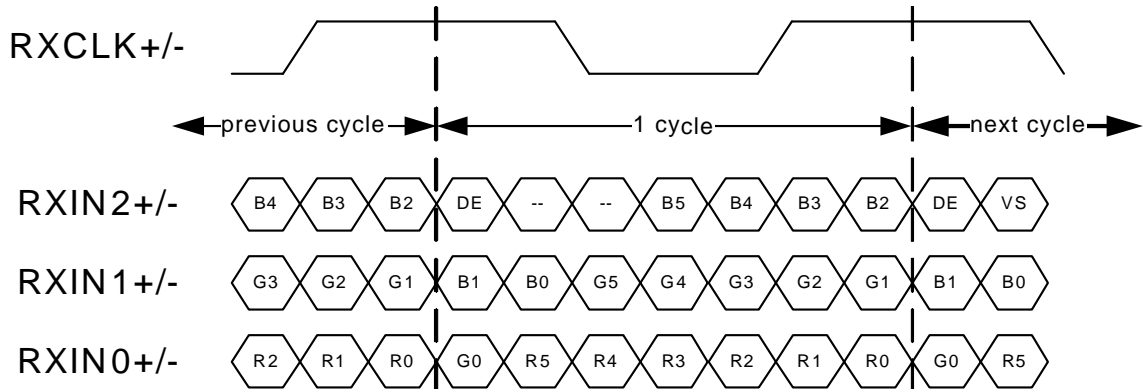 RXCLK+/-
previous cycle 1 cycle next cycle
RXIN2+/- B4 B3 B2 DE -- -- B5 B4 B3 B2 DE VS
RXIN1+/- G3 G2 G1 B1 B0 G5 G4 G3 G2 G1 B1 B0
RXIN0+/- R2 R1 R0 G0 R5 R4 R3 R2 R1 R0 G0 R5